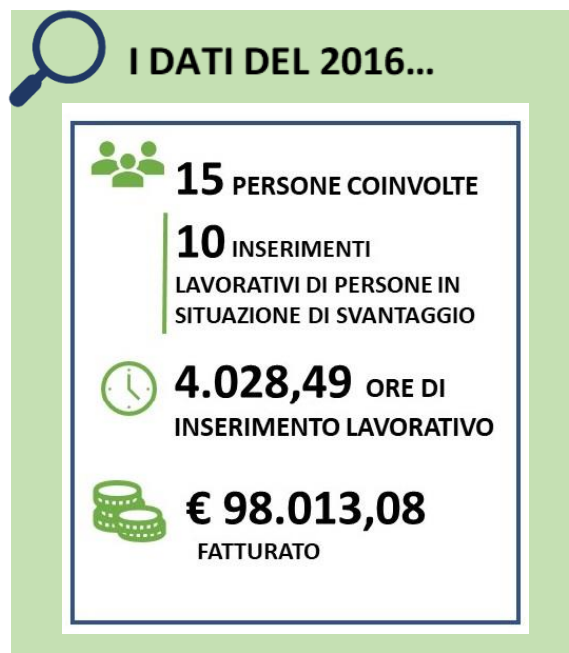 I DATI DEL 2016...
15 PERSONE COINVOLTE
10 INSERIMENTI
LAVORATIVI DI PERSONE IN
SITUAZIONE DI SVANTAGGIO
4.028,49 ORE DI
INSERIMENTO LAVORATIVO
€ 98.013,08
FATTURATO